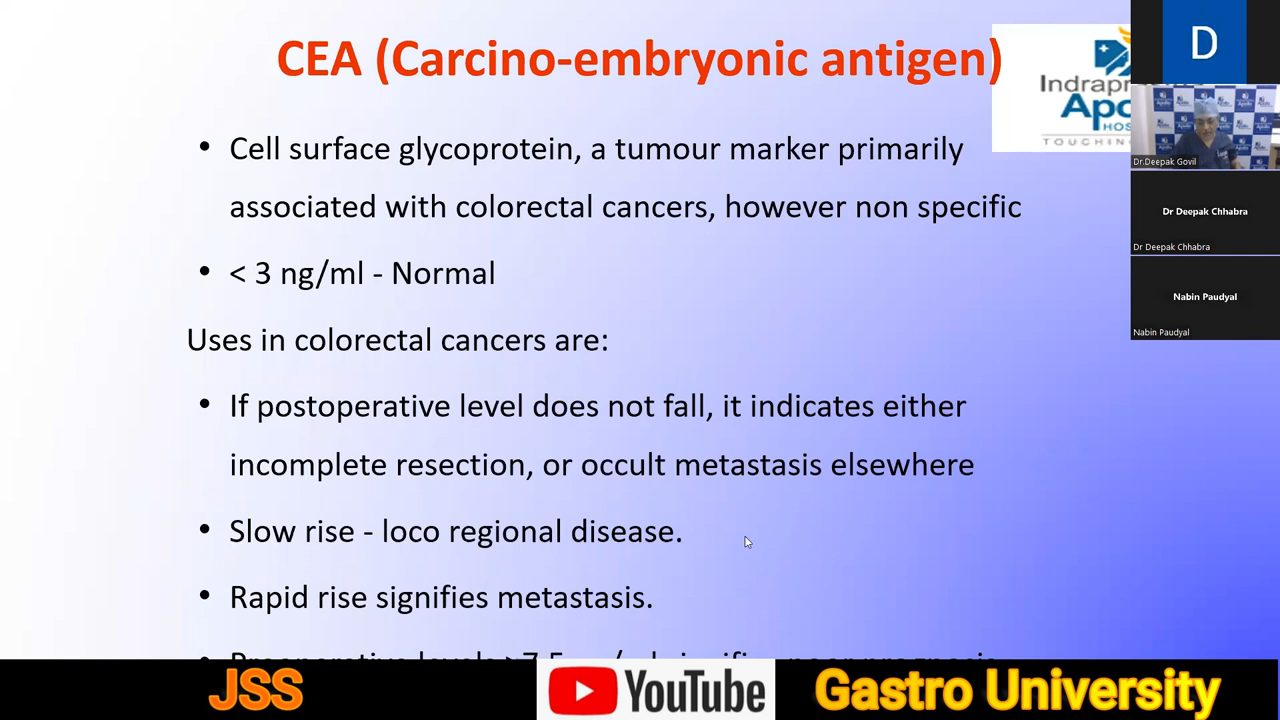 CEA (Carcino-embryonic antigen)
• Cell surface glycoprotein, a tumour marker primarily
associated with colorectal cancers, however non specific
• < 3 ng/ml - Normal
Uses in colorectal cancers are:
• If postoperative level does not fall, it indicates either
incomplete resection, or occult metastasis elsewhere
• Slow rise - loco regional disease.
• Rapid rise signifies metastasis.
D
Dr.Deepak Govil
Dr Deepak Chhabra
Dr Deepak Chhabra
Nabin Paudyal
Nabin Paudyal
JSS
YouTube
Gastro University